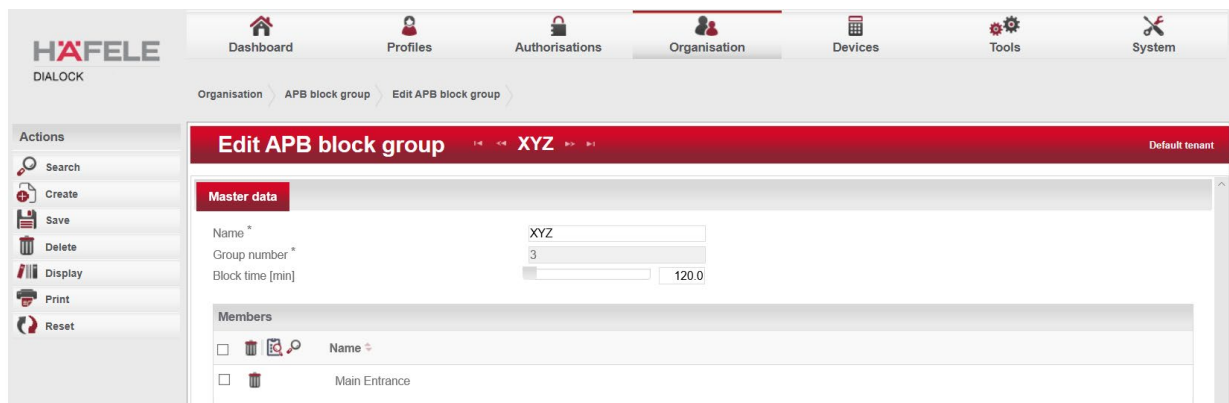 HÄFELE
DIALOCK
Dashboard
Profiles
Authorisations
Organisation
Devices
Tools
System
Organisation
APB block group
Edit APB block group
Actions
Search
Create
Save
Delete
Display
Print
Reset
Edit APB block group XYZ
Default tenant
Master data
Name * XYZ
Group number * 3
Block time [min] 120.0
Members
Name
Main Entrance